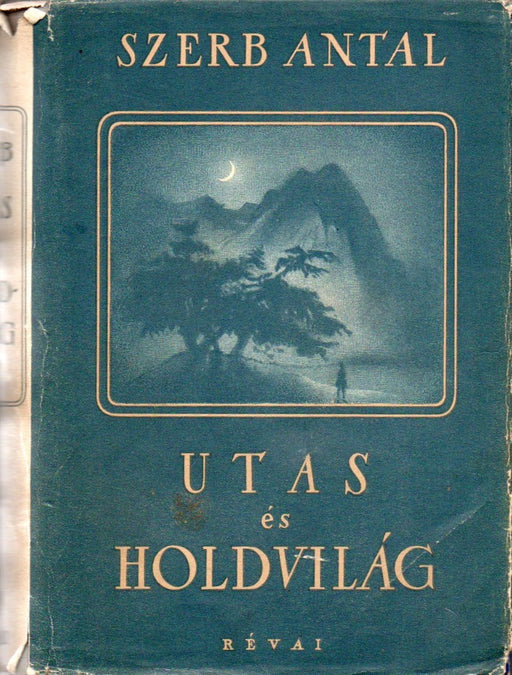 SZERB ANTAL
UTAS
és
HOLDVILÁG
RÉVAI